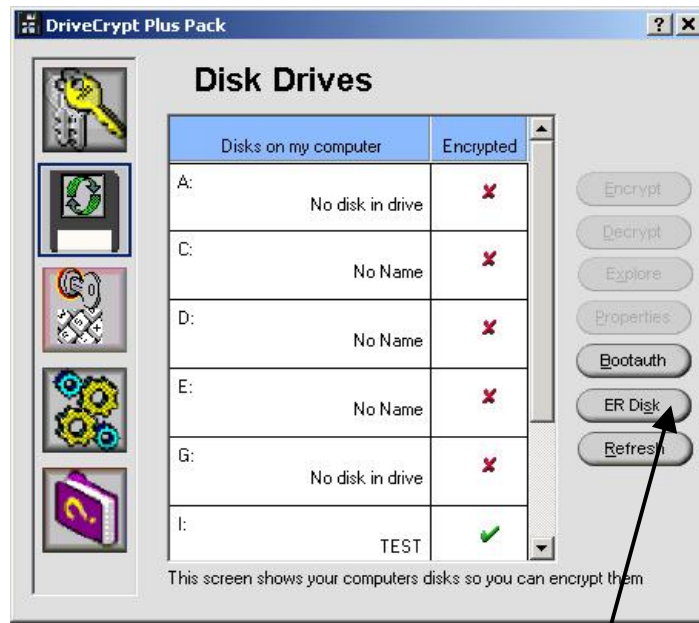 DriveCrypt Plus Pack
Disk Drives
Disks on my computer Encrypted
A:
No disk in drive
C:
No Name
D:
No Name
E:
No Name
G:
No disk in drive
I:
TEST
Encrypt
Decrypt
Explore
Properties
Bootauth
ER Disk
Refresh
This screen shows your computers disks so you can encrypt them